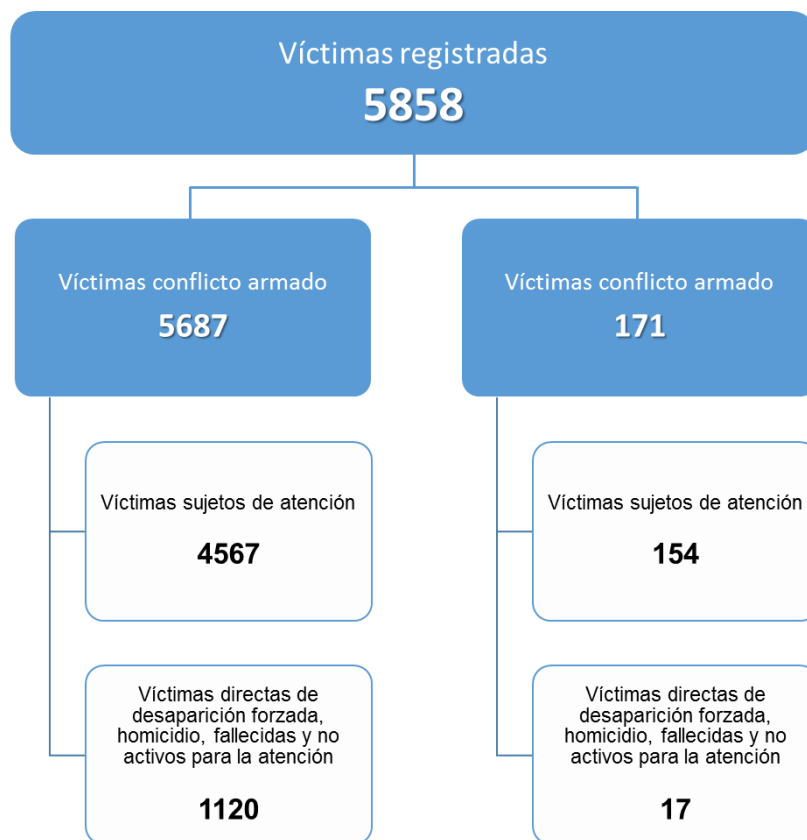 Víctimas registradas
5858
Víctimas conflicto armado
5687
Víctimas conflicto armado
171
Víctimas sujetos de atención
4567
Víctimas sujetos de atención
154
Víctimas directas de
desaparición forzada,
homicidio, fallecidas y no
activos para la atención
1120
Víctimas directas de
desaparición forzada,
homicidio, fallecidas y no
activos para la atención
17